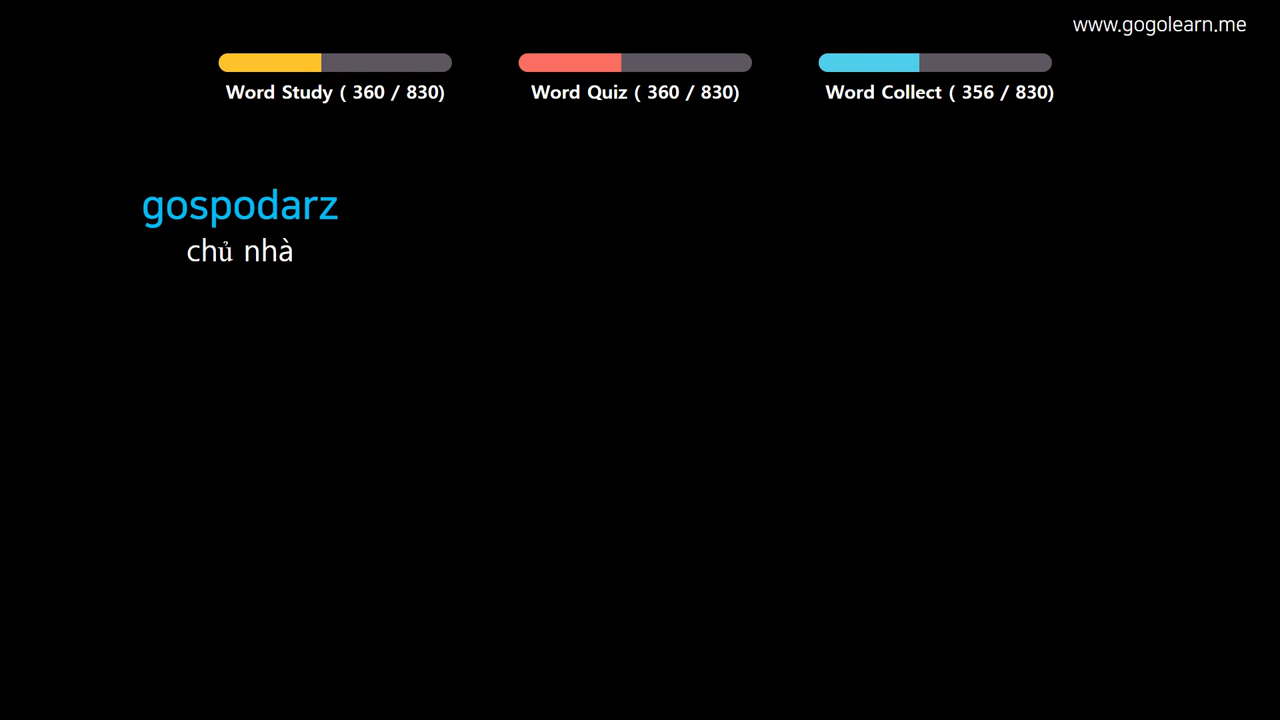 www.gogolearn.me
Word Study ( 360 / 830)
Word Quiz ( 360 / 830)
Word Collect ( 356 / 830)
gospodarz
chủ nhà